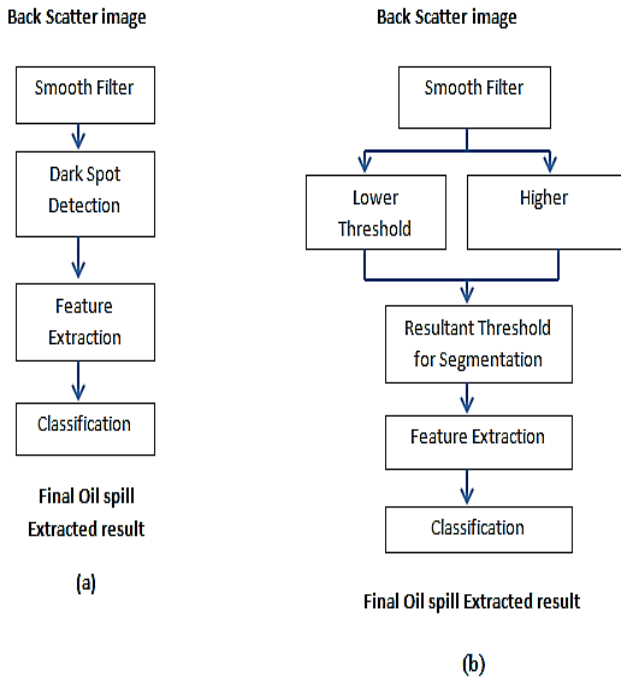 Back Scatter image
Smooth Filter
Dark Spot
Detection
Feature
Extraction
Classification
Final Oil spill
Extracted result
(a)
Back Scatter image
Smooth Filter
Lower
Threshold
Higher
Resultant Threshold
for Segmentation
Feature Extraction
Classification
Final Oil spill Extracted result
(b)